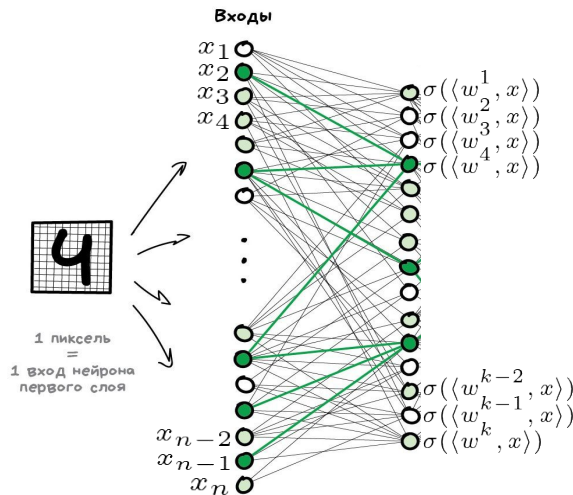 Входы
x₁
x₂
x₃
x₄
σ(⟨w¹, x⟩)
σ(⟨w², x⟩)
σ(⟨w³, x⟩)
σ(⟨w⁴, x⟩)
4
1 пиксель
=
1 вход нейрона
первого слоя
σ(⟨wᵏ⁻², x⟩)
σ(⟨wᵏ⁻¹, x⟩)
σ(⟨wᵏ, x⟩)
xₙ₋₂
xₙ₋₁
xₙ